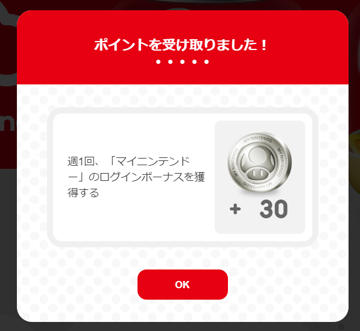 ポイントを受け取りました！
週1回、「マイニンテンド
ー」のログインボーナスを獲
得する
+ 30
OK